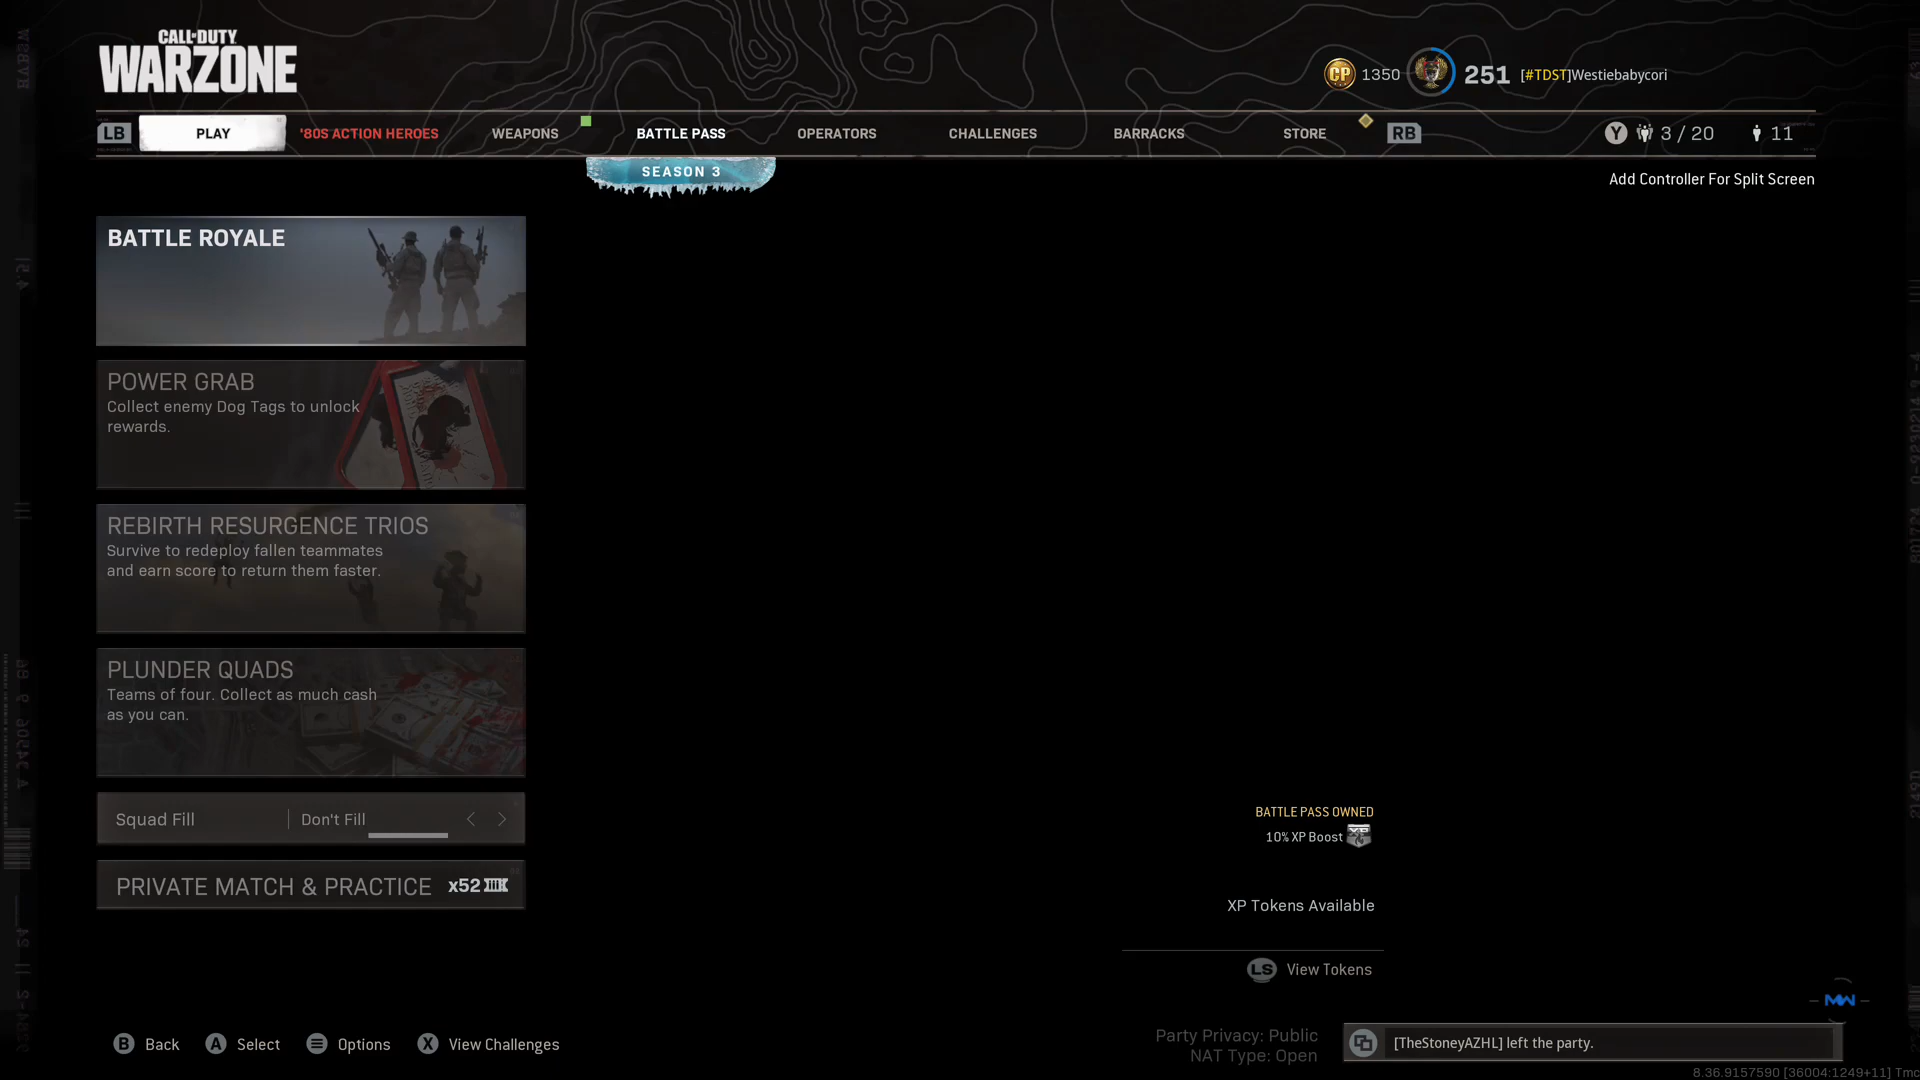 CALL OF DUTY
WARZONE
CP 1350 251 [#TDST]Westiebabycori
LB PLAY '80S ACTION HEROES WEAPONS BATTLE PASS OPERATORS CHALLENGES BARRACKS STORE RB Y 3 / 20 11
SEASON 3
Add Controller For Split Screen
BATTLE ROYALE
POWER GRAB
Collect enemy Dog Tags to unlock
rewards.
REBIRTH RESURGENCE TRIOS
Survive to redeploy fallen teammates
and earn score to return them faster.
PLUNDER QUADS
Teams of four. Collect as much cash
as you can.
Squad Fill Don't Fill
PRIVATE MATCH & PRACTICE x52
BATTLE PASS OWNED
10% XP Boost
XP Tokens Available
LS View Tokens
MW
B Back A Select Options X View Challenges
Party Privacy: Public
NAT Type: Open
[TheStoneyAZHL] left the party.
8.36.9157590 [36004:1249+11] Tmc